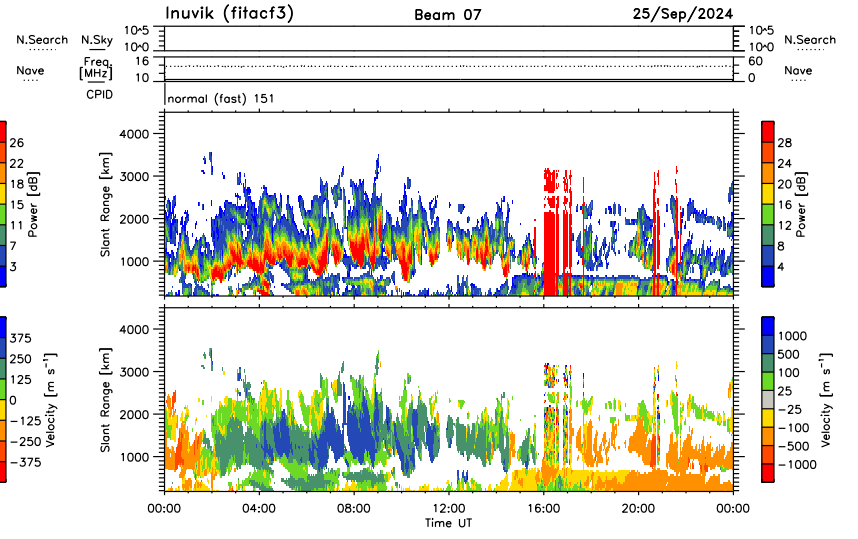 Inuvik (fitacf3) Beam 07 25/Sep/2024
N.Search N.Sky 10^5 10^0 10^5 10^0 N.Search
Nave Freq. [MHz] 16 10 60 0 Nave
CPID normal (fast) 151
Slant Range [km] 4000 3000 2000 1000
26 22 18 15 11 7 3 Power [dB]
28 24 20 16 12 8 4 Power [dB]
Slant Range [km] 4000 3000 2000 1000
375 250 125 0 −125 −250 −375 Velocity [m s⁻¹]
1000 500 100 25 −25 −100 −500 −1000 Velocity [m s⁻¹]
00:00 04:00 08:00 12:00 16:00 20:00 00:00
Time UT